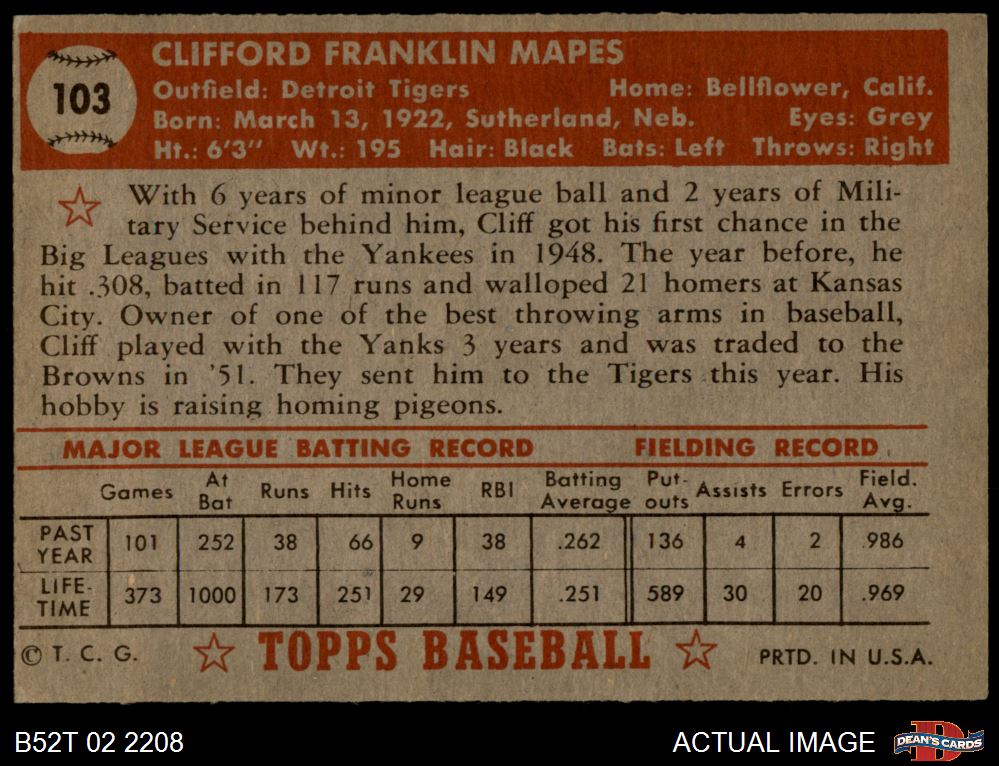 103
CLIFFORD FRANKLIN MAPES
Outfield: Detroit Tigers Home: Bellflower, Calif.
Born: March 13, 1922, Sutherland, Neb. Eyes: Grey
Ht.: 6'3" Wt.: 195 Hair: Black Bats: Left Throws: Right
With 6 years of minor league ball and 2 years of Mili-
tary Service behind him, Cliff got his first chance in the
Big Leagues with the Yankees in 1948. The year before, he
hit .308, batted in 117 runs and walloped 21 homers at Kansas
City. Owner of one of the best throwing arms in baseball,
Cliff played with the Yanks 3 years and was traded to the
Browns in '51. They sent him to the Tigers this year. His
hobby is raising homing pigeons.
MAJOR LEAGUE BATTING RECORD FIELDING RECORD
Games At Bat Runs Hits Home Runs RBI Batting Average Put-outs Assists Errors Field. Avg.
PAST YEAR 101 252 38 66 9 38 .262 136 4 2 .986
LIFE-TIME 373 1000 173 251 29 149 .251 589 30 20 .969
© T. C. G. TOPPS BASEBALL PRTD. IN U.S.A.
B52T 02 2208 ACTUAL IMAGE DEAN'S CARDS